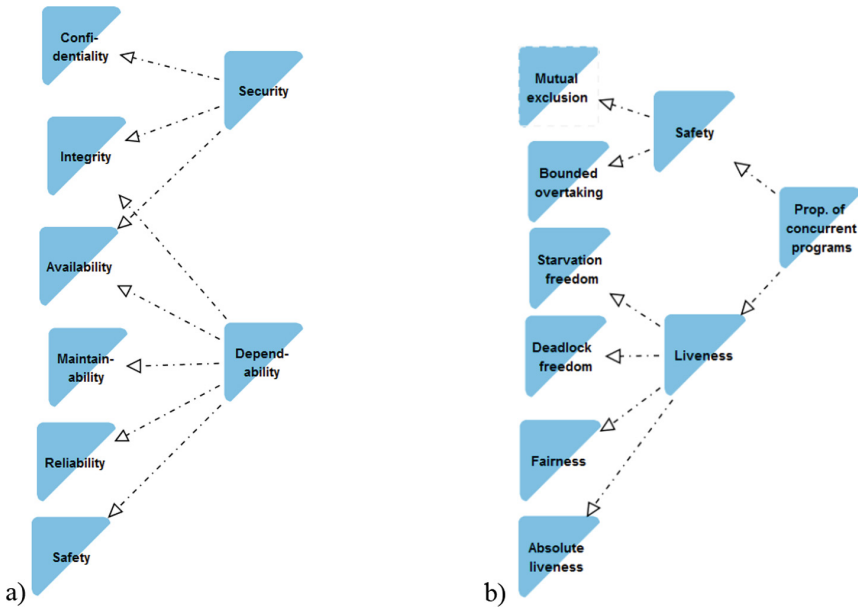 Confi-
dentiality
Security
Integrity
Availability
Maintain-
ability
Depend-
ability
Reliability
Safety
a)
Mutual
exclusion
Safety
Bounded
overtaking
Prop. of
concurrent
programs
Starvation
freedom
Deadlock
freedom
Liveness
Fairness
Absolute
liveness
b)